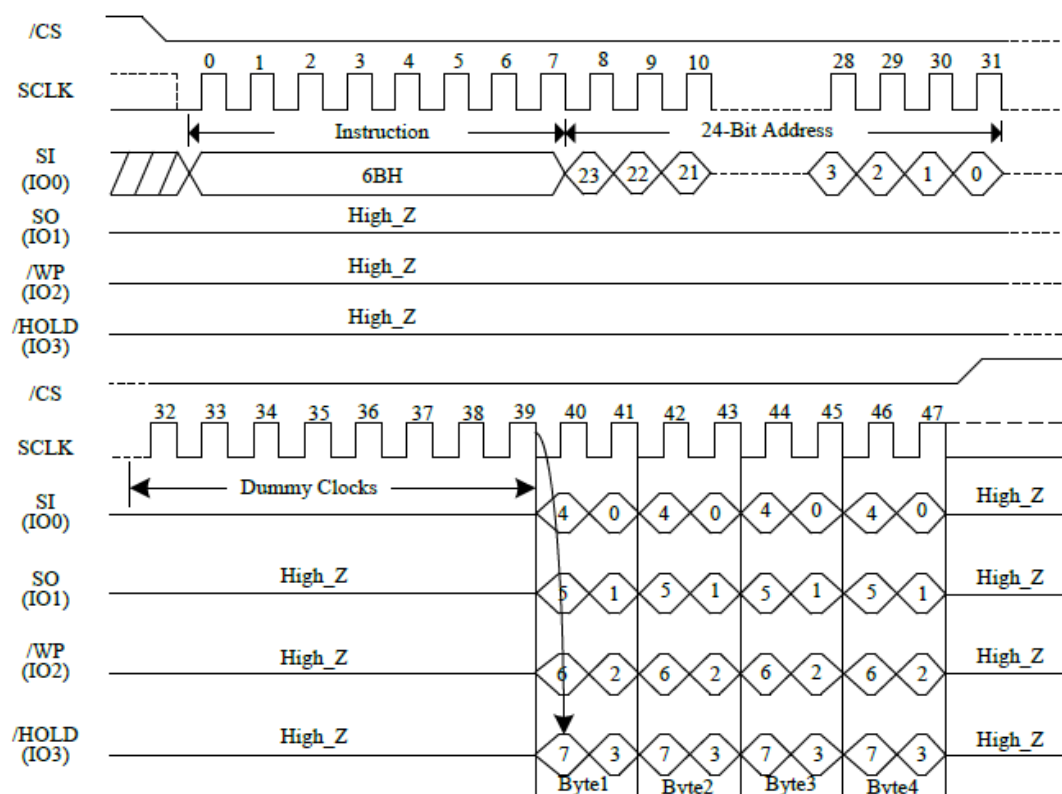 /CS
0 1 2 3 4 5 6 7 8 9 10 28 29 30 31
SCLK
Instruction 24-Bit Address
SI
(IO0)
6BH 23 22 21 3 2 1 0
SO
(IO1)
High_Z
/WP
(IO2)
High_Z
/HOLD
(IO3)
High_Z
/CS
32 33 34 35 36 37 38 39 40 41 42 43 44 45 46 47
SCLK
Dummy Clocks
SI
(IO0)
4 0 4 0 4 0 4 0 High_Z
SO
(IO1)
High_Z 5 1 5 1 5 1 5 1 High_Z
/WP
(IO2)
High_Z 6 2 6 2 6 2 6 2 High_Z
/HOLD
(IO3)
High_Z 7 3 7 3 7 3 7 3 High_Z
Byte1 Byte2 Byte3 Byte4